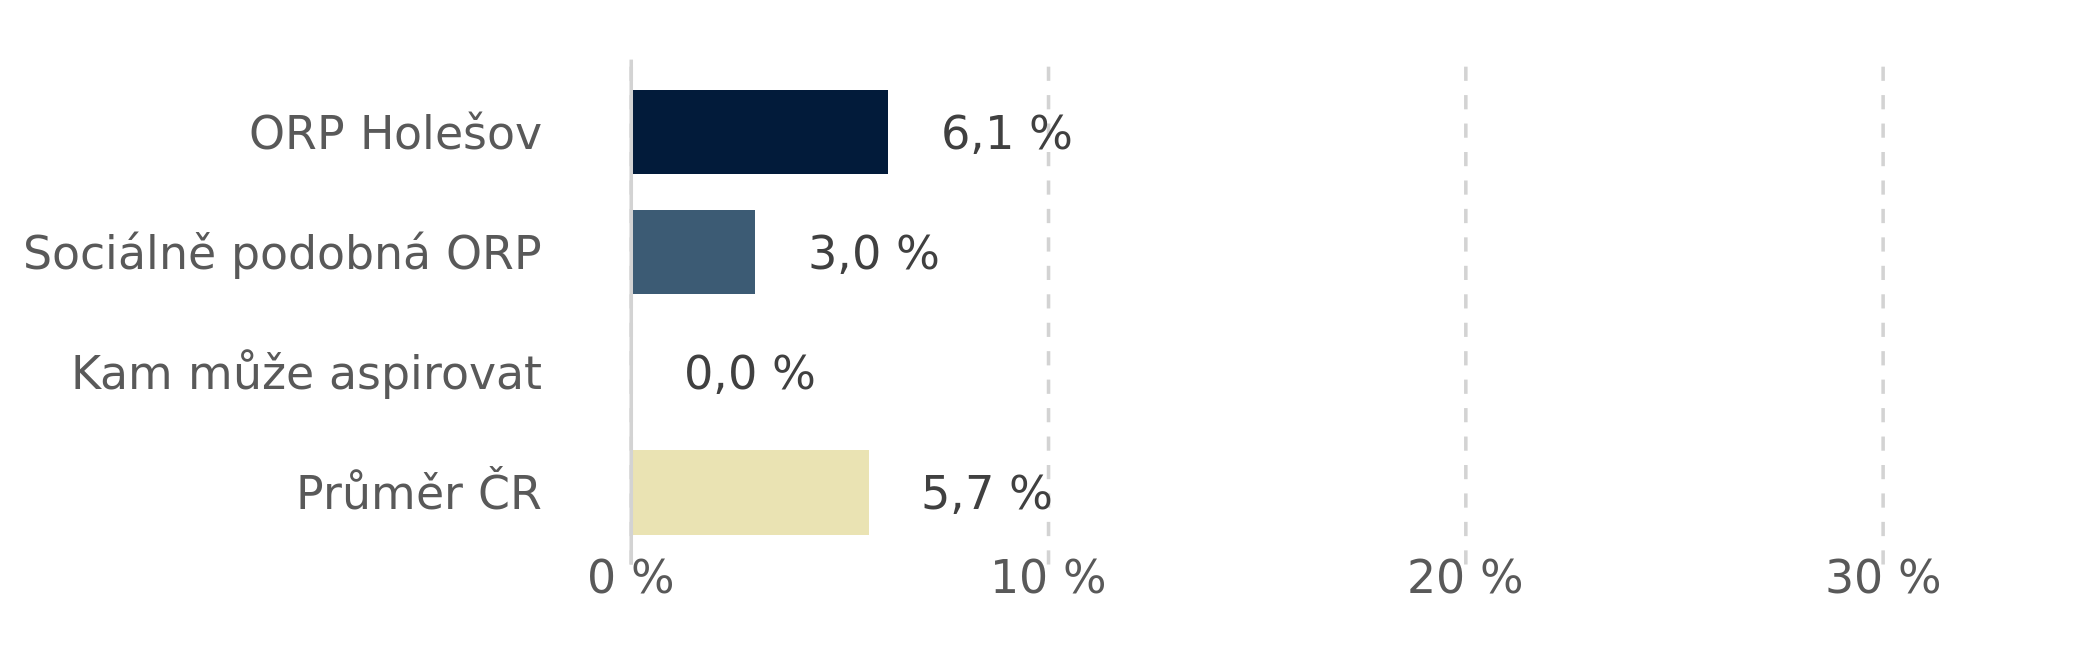 ORP Holešov 6,1 %
Sociálně podobná ORP 3,0 %
Kam může aspirovat 0,0 %
Průměr ČR 5,7 %
0 % 10 % 20 % 30 %